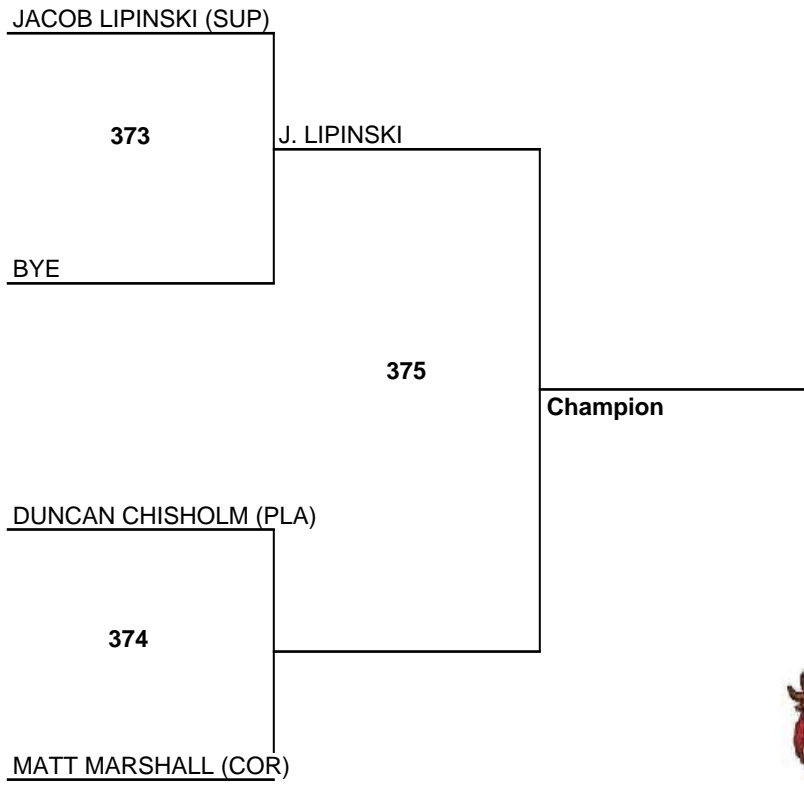 JACOB LIPINSKI (SUP)
373
J. LIPINSKI
BYE
375
Champion
DUNCAN CHISHOLM (PLA)
374
MATT MARSHALL (COR)